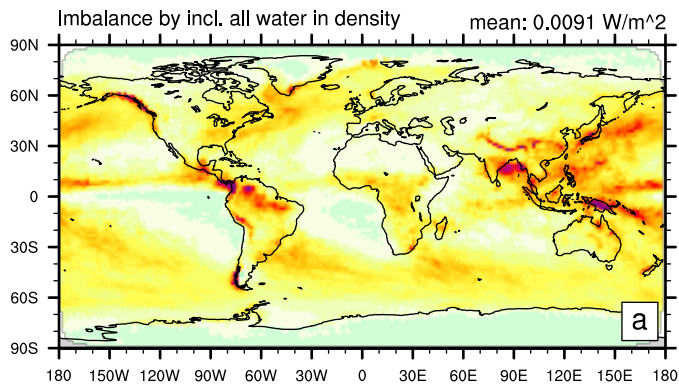 Imbalance by incl. all water in density mean: 0.0091 W/m^2
90N
60N
30N
0
30S
60S
a
90S
180 150W 120W 90W 60W 30W 0 30E 60E 90E 120E 150E 180